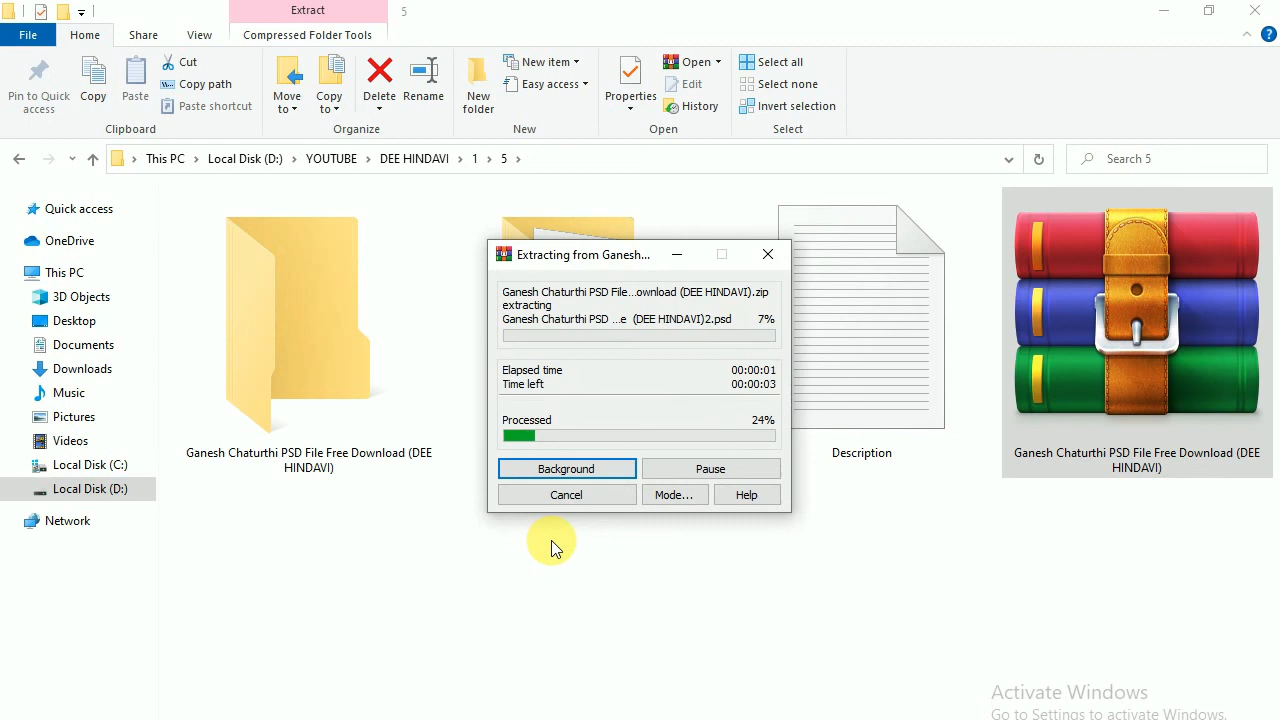 Extract
5
File
Home
Share
View
Compressed Folder Tools
Pin to Quick access
Copy
Paste
Cut
Copy path
Paste shortcut
Clipboard
Move to
Copy to
Delete
Rename
Organize
New folder
New item
Easy access
New
Properties
Open
Edit
History
Open
Select all
Select none
Invert selection
Select
This PC
Local Disk (D:)
YOUTUBE
DEE HINDAVI
1
5
Search 5
Quick access
OneDrive
This PC
3D Objects
Desktop
Documents
Downloads
Music
Pictures
Videos
Local Disk (C:)
Local Disk (D:)
Network
Ganesh Chaturthi PSD File Free Download (DEE
HINDAVI)
Extracting from Ganesh...
Ganesh Chaturthi PSD File...ownload (DEE HINDAVI).zip
extracting
Ganesh Chaturthi PSD ...e (DEE HINDAVI)2.psd 7%
Elapsed time 00:00:01
Time left 00:00:03
Processed 24%
Background
Pause
Cancel
Mode...
Help
Description
Ganesh Chaturthi PSD File Free Download (DEE
HINDAVI)
Activate Windows
Go to Settings to activate Windows.